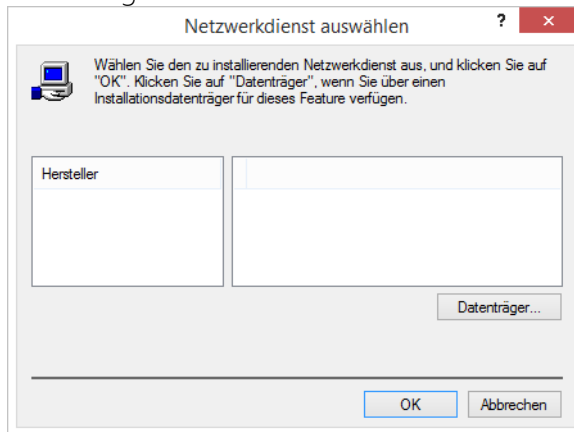 Netzwerkdienst auswählen
?
Wählen Sie den zu installierenden Netzwerkdienst aus, und klicken Sie auf
"OK". Klicken Sie auf "Datenträger", wenn Sie über einen
Installationsdatenträger für dieses Feature verfügen.
Hersteller
Datenträger...
OK Abbrechen